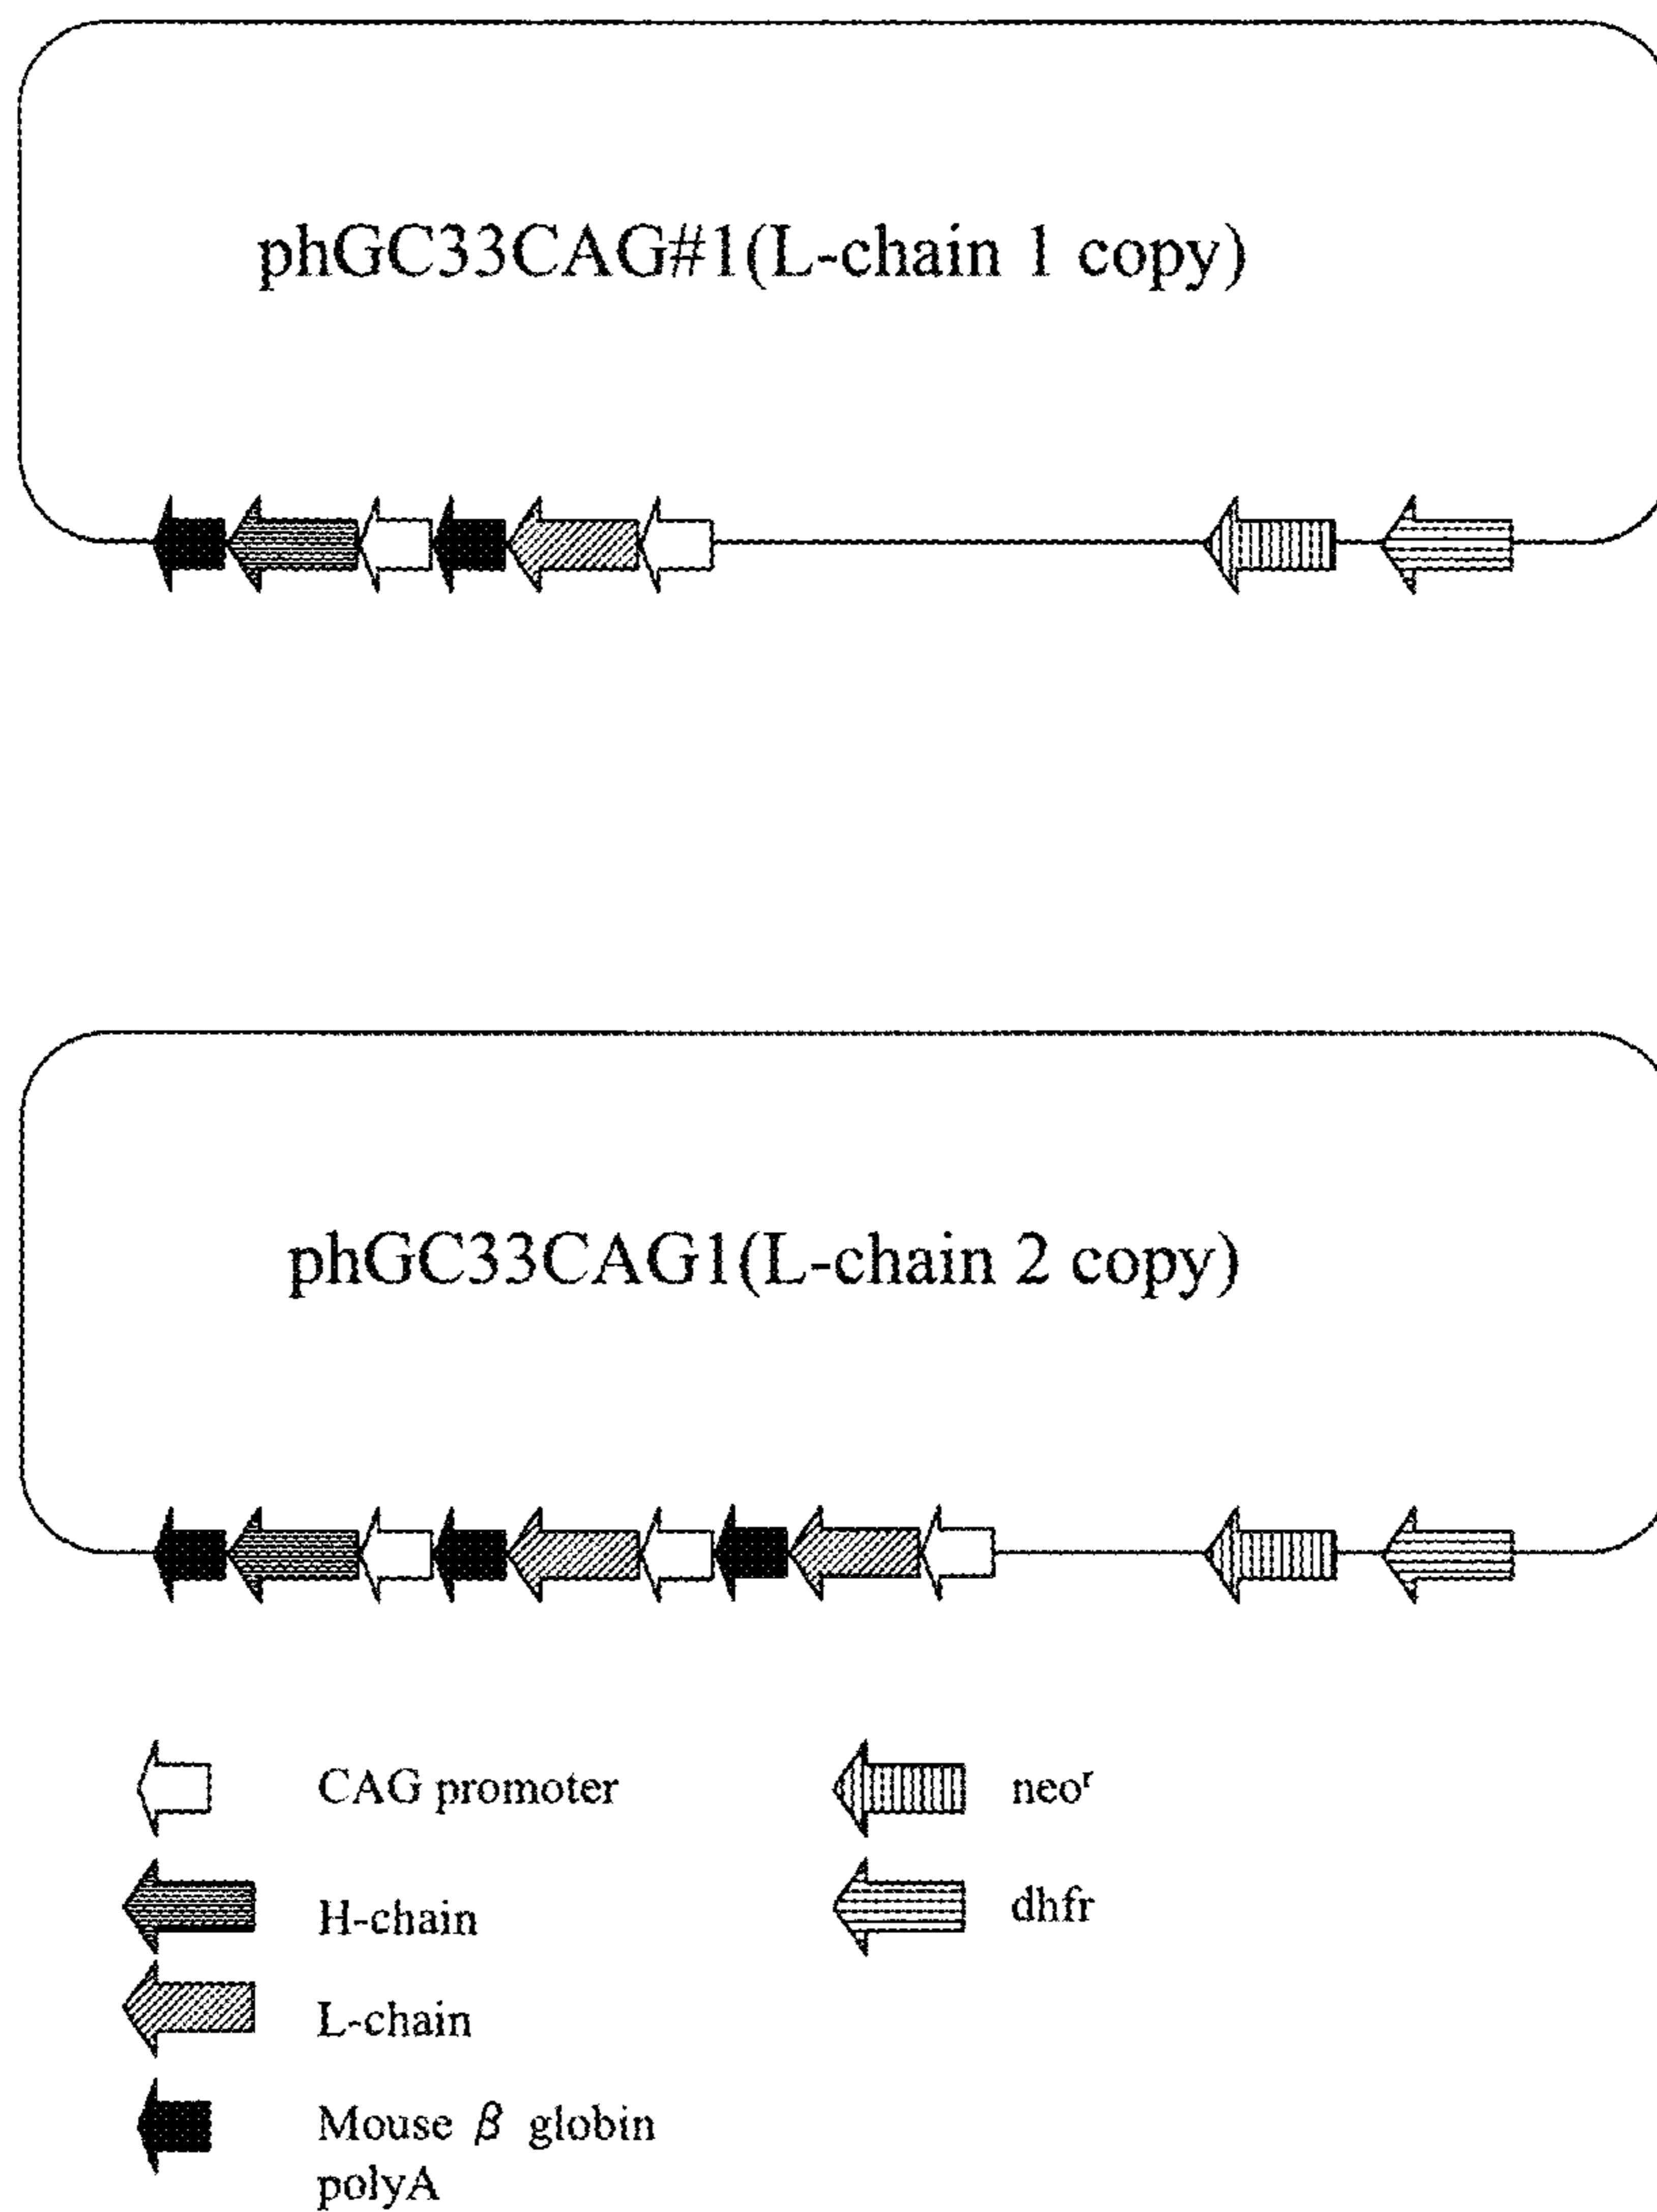 phGC33CAG#1(L-chain 1 copy)
phGC33CAG1(L-chain 2 copy)
CAG promoter
H-chain
L-chain
Mouse β globin
polyA
neoʳ
dhfr